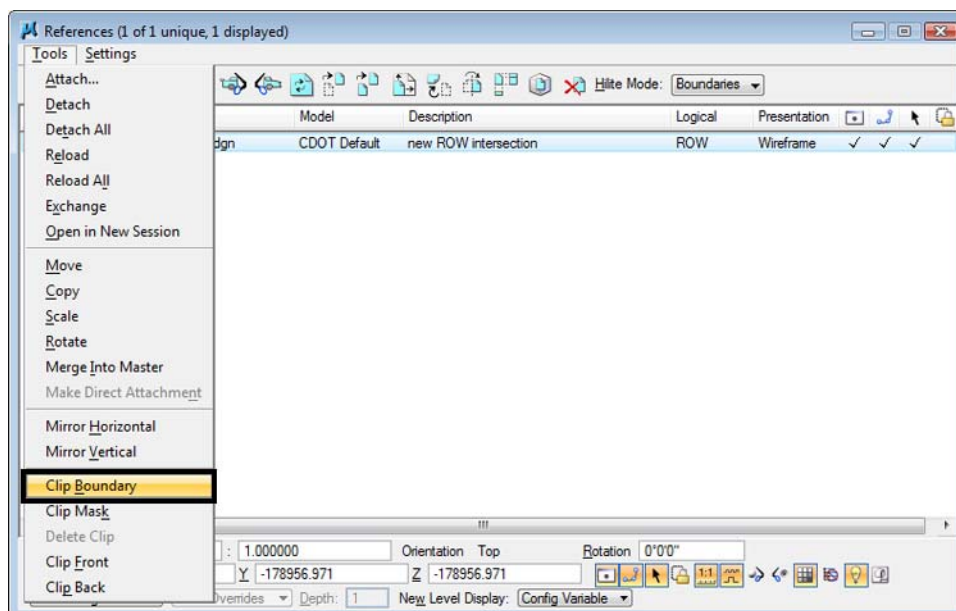 References (1 of 1 unique, 1 displayed)
Tools Settings
Attach...
Detach
Detach All
Reload
Reload All
Exchange
Open in New Session
Move
Copy
Scale
Rotate
Merge Into Master
Make Direct Attachment
Mirror Horizontal
Mirror Vertical
Clip Boundary
Clip Mask
Delete Clip
Clip Front
Clip Back
Hilite Mode: Boundaries
Model Description Logical Presentation
dgn CDOT Default new ROW intersection ROW Wireframe
: 1.000000 Orientation Top Rotation 0°0'0"
Y -178956.971 Z -178956.971 1:1
Depth: 1 New Level Display: Config Variable